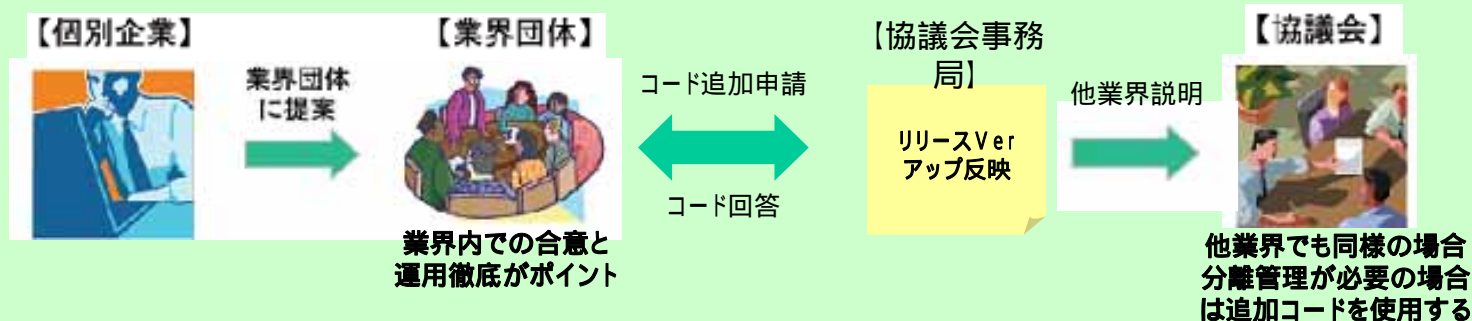 【個別企業】
業界団体
に提案
【業界団体】
業界内での合意と
運用徹底がポイント
コード追加申請
コード回答
【協議会事務
局】
リリースVer
アップ反映
他業界説明
【協議会】
他業界でも同様の場合
分離管理が必要の場合
は追加コードを使用する